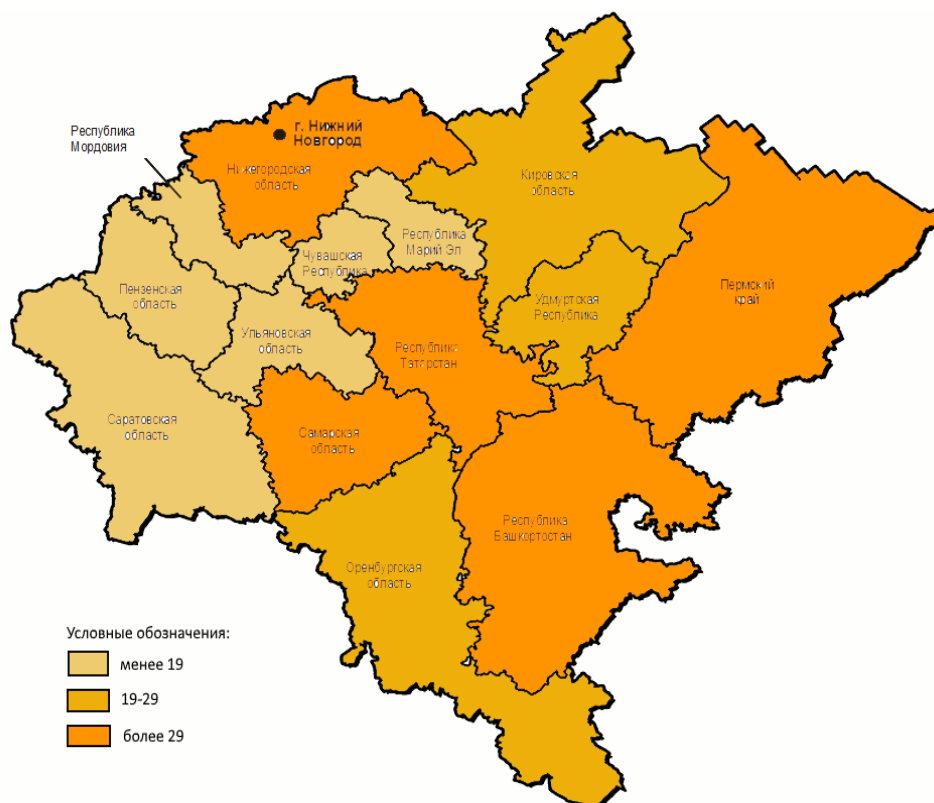 Республика
Мордовия
г. Нижний
Новгород
Нижегородская
область
Кировская
область
Республика
Марий Эл
Чувашская
Республика
Пензенская
область
Удмуртская
Республика
Пермский
край
Ульяновская
область
Республика
Татарстан
Саратовская
область
Самарская
область
Республика
Башкортостан
Оренбургская
область
Условные обозначения:
менее 19
19-29
более 29